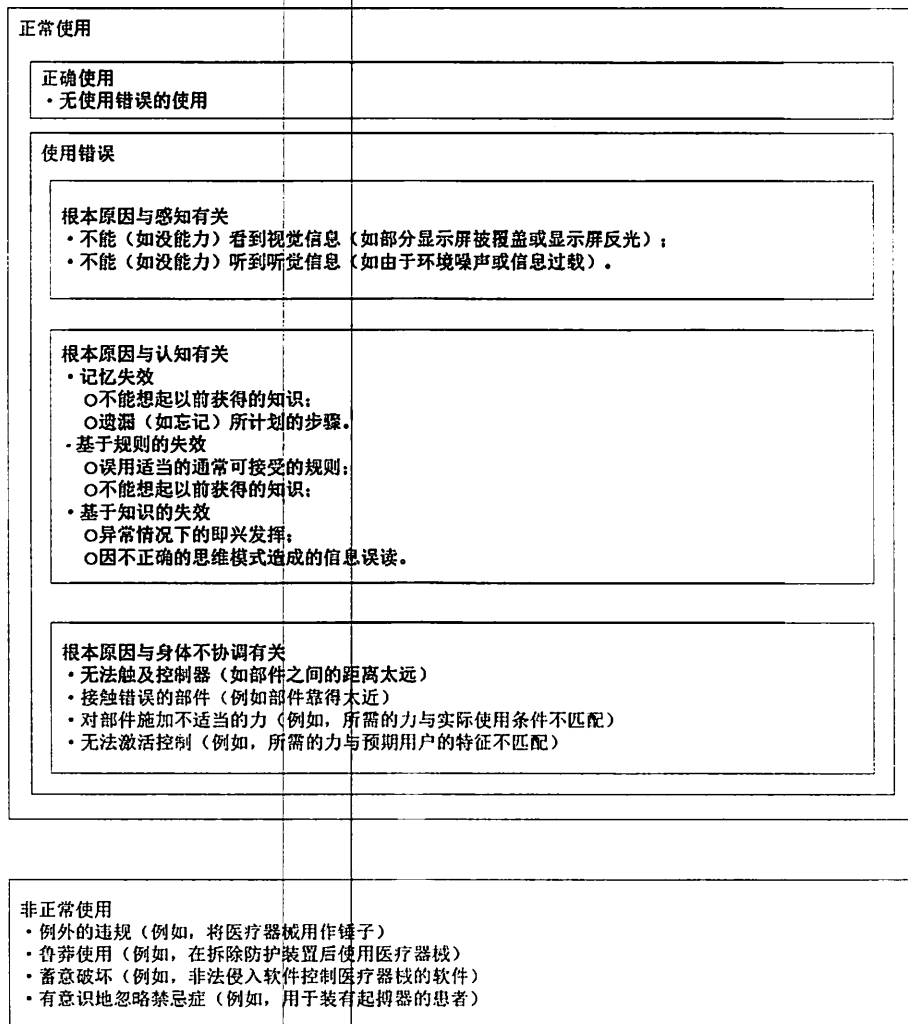 正常使用
正确使用
・无使用错误的使用
使用错误
根本原因与感知有关
・不能（如没能力）看到视觉信息（如部分显示屏被覆盖或显示屏反光）；
・不能（如没能力）听到听觉信息（如由于环境噪声或信息过载）。
根本原因与认知有关
・记忆失效
○不能想起以前获得的知识；
○遗漏（如忘记）所计划的步骤。
・基于规则的失效
○误用适当的通常可接受的规则；
○不能想起以前获得的知识；
・基于知识的失效
○异常情况下的即兴发挥；
○因不正确的思维模式造成的信息误读。
根本原因与身体不协调有关
・无法触及控制器（如部件之间的距离太远）
・接触错误的部件（例如部件靠得太近）
・对部件施加不适当的力（例如，所需的力与实际使用条件不匹配）
・无法激活控制（例如，所需的力与预期用户的特征不匹配）
非正常使用
・例外的违规（例如，将医疗器械用作锤子）
・鲁莽使用（例如，在拆除防护装置后使用医疗器械）
・蓄意破坏（例如，非法侵入软件控制医疗器械的软件）
・有意识地忽略禁忌症（例如，用于装有起搏器的患者）